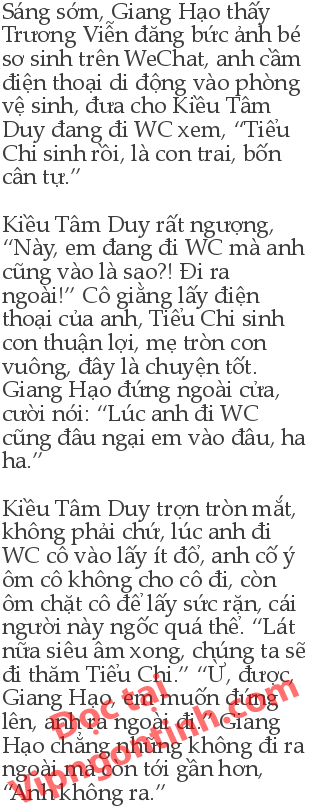 Sáng sớm, Giang Hạo thấy
Trương Viễn đăng bức ảnh bé
sơ sinh trên WeChat, anh cầm
điện thoại di động vào phòng
vệ sinh, đưa cho Kiều Tâm
Duy đang đi WC xem, “Tiểu
Chi sinh rồi, là con trai, bốn
cân tự.”
Kiều Tâm Duy rất ngượng,
“Này, em đang đi WC mà anh
cũng vào là sao?! Đi ra
ngoài!” Cô giằng lấy điện
thoại của anh, Tiểu Chi sinh
con thuận lợi, mẹ tròn con
vuông, đây là chuyện tốt.
Giang Hạo đứng ngoài cửa,
cười nói: “Lúc anh đi WC
cũng đâu ngại em vào đâu, ha
ha.”
Kiều Tâm Duy trợn tròn mắt,
không phải chứ, lúc anh đi
WC cô vào lấy ít đồ, anh cố ý
ôm cô không cho cô đi, còn
ôm chặt cô để lấy sức rặn, cái
người này ngốc quá thể. “Lát
nữa siêu âm xong, chúng ta sẽ
đi thăm Tiểu Chi.” “Ừ, được,
Giang Hạo, em muốn đứng
lên, anh ra ngoài đi.” Giang
Hạo chẳng những không đi ra
ngoài mà còn tới gần hơn,
“Anh không ra.”
Đọc tại
Vipngontinh.com